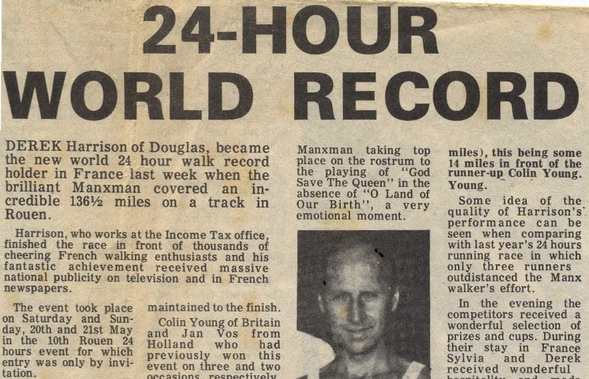 24-HOUR
WORLD RECORD
DEREK Harrison of Douglas, became
the new world 24 hour walk record
holder in France last week when the
brilliant Manxman covered an in-
credible 136½ miles on a track in
Rouen.
Harrison, who works at the Income Tax office,
finished the race in front of thousands of
cheering French walking enthusiasts and his
fantastic achievement received massive
national publicity on television and in French
newspapers.
The event took place
on Saturday and Sun-
day, 20th and 21st May
in the 10th Rouen 24
hours event for which
entry was only by invi-
tation.
maintained to the finish.
Colin Young of Britain
and Jan Vos from
Holland who had
previously won this
event on three and two
occasions respectively,
Manxman taking top
place on the rostrum to
the playing of "God
Save The Queen" in the
absence of "O Land of
Our Birth", a very
emotional moment.
miles), this being some
14 miles in front of the
runner-up Colin Young.
Young.
Some idea of the
quality of Harrison's
performance can be
seen when comparing
with last year's 24 hours
running race in which
only three runners
outdistanced the Manx
walker's effort.
In the evening the
competitors received a
wonderful selection of
prizes and cups. During
their stay in France
Sylvia and Derek
received wonderful
hospitality and made